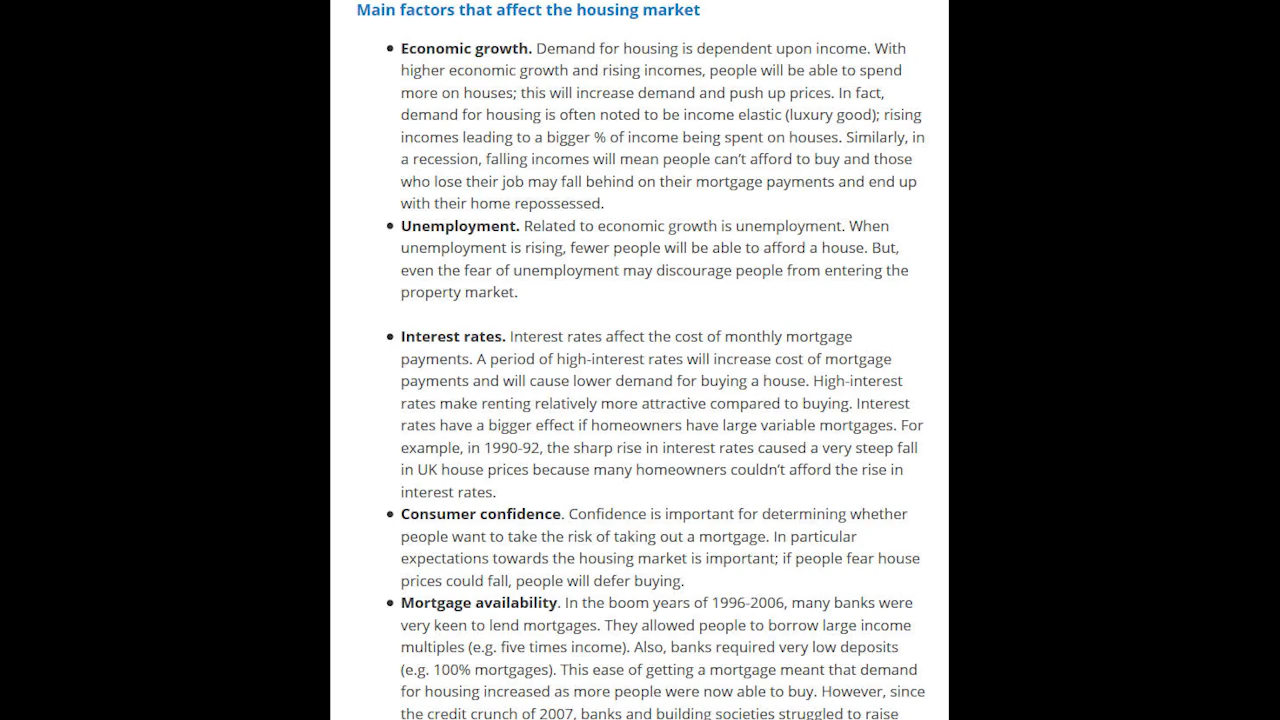 Main factors that affect the housing market
Economic growth. Demand for housing is dependent upon income. With
higher economic growth and rising incomes, people will be able to spend
more on houses; this will increase demand and push up prices. In fact,
demand for housing is often noted to be income elastic (luxury good); rising
incomes leading to a bigger % of income being spent on houses. Similarly, in
a recession, falling incomes will mean people can’t afford to buy and those
who lose their job may fall behind on their mortgage payments and end up
with their home repossessed.
Unemployment. Related to economic growth is unemployment. When
unemployment is rising, fewer people will be able to afford a house. But,
even the fear of unemployment may discourage people from entering the
property market.
Interest rates. Interest rates affect the cost of monthly mortgage
payments. A period of high-interest rates will increase cost of mortgage
payments and will cause lower demand for buying a house. High-interest
rates make renting relatively more attractive compared to buying. Interest
rates have a bigger effect if homeowners have large variable mortgages. For
example, in 1990-92, the sharp rise in interest rates caused a very steep fall
in UK house prices because many homeowners couldn’t afford the rise in
interest rates.
Consumer confidence. Confidence is important for determining whether
people want to take the risk of taking out a mortgage. In particular
expectations towards the housing market is important; if people fear house
prices could fall, people will defer buying.
Mortgage availability. In the boom years of 1996-2006, many banks were
very keen to lend mortgages. They allowed people to borrow large income
multiples (e.g. five times income). Also, banks required very low deposits
(e.g. 100% mortgages). This ease of getting a mortgage meant that demand
for housing increased as more people were now able to buy. However, since
the credit crunch of 2007, banks and building societies struggled to raise